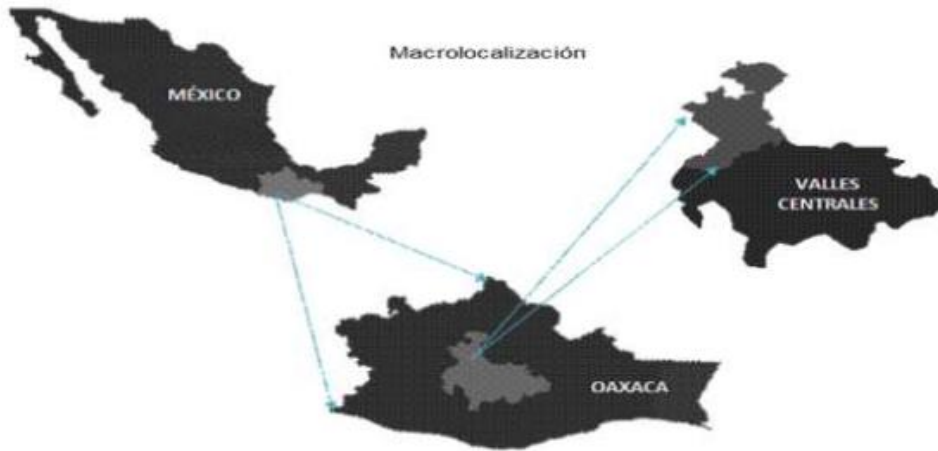 Macrolocalización
MÉXICO
VALLES
CENTRALES
OAXACA